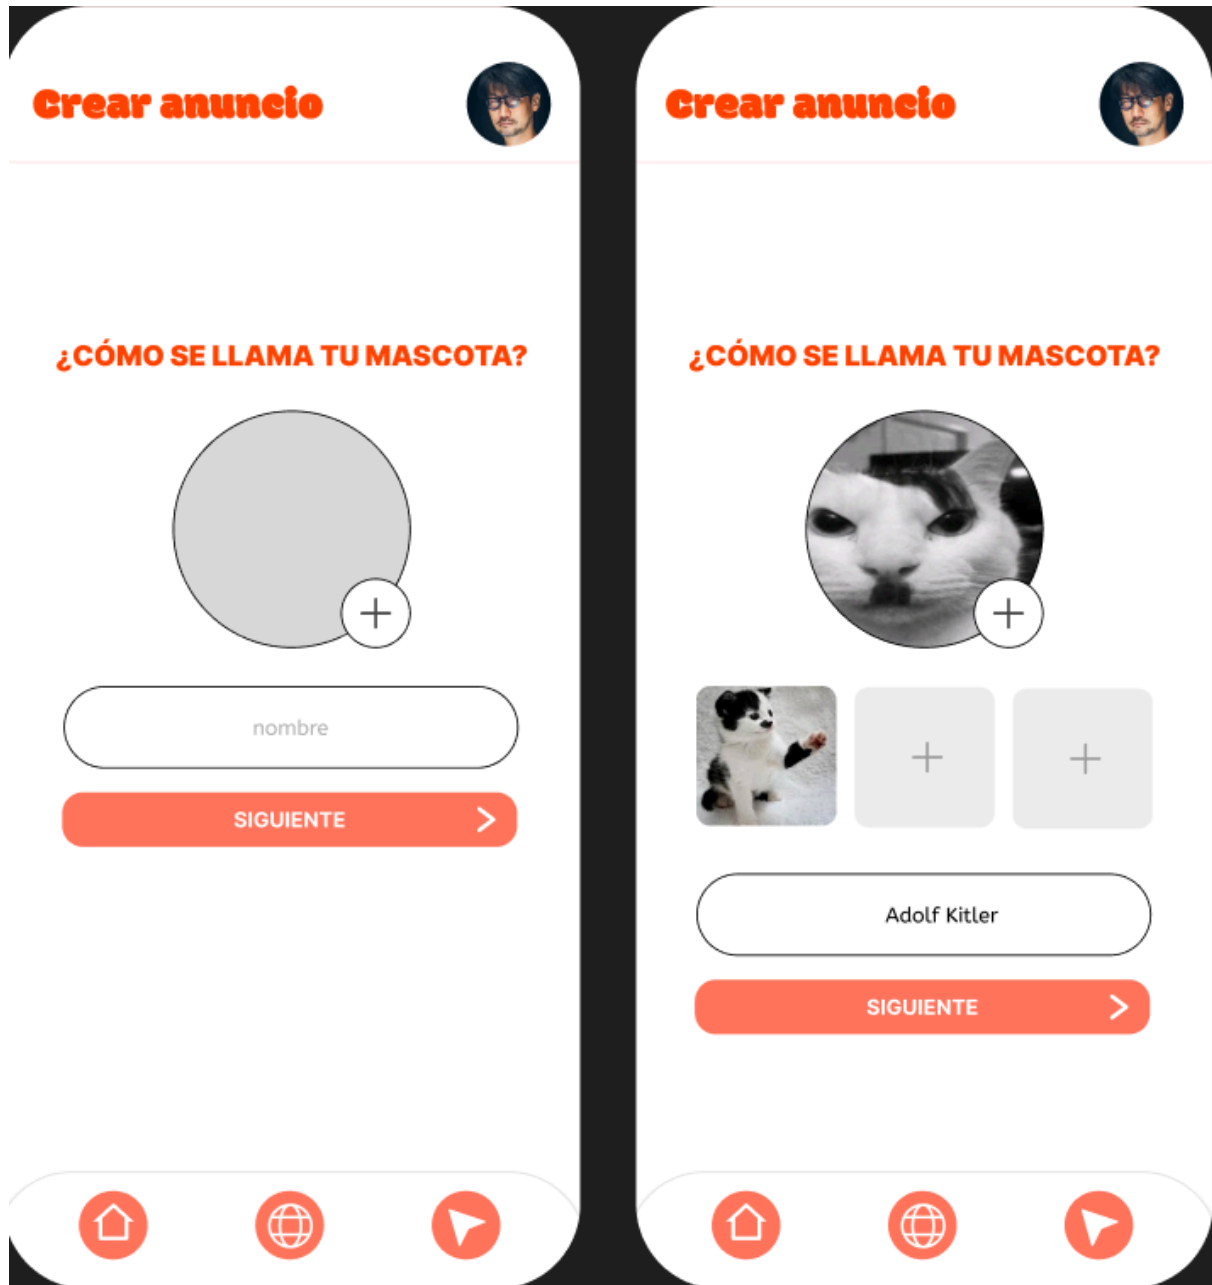 Crear anuncio
¿CÓMO SE LLAMA TU MASCOTA?
nombre
SIGUIENTE
Crear anuncio
¿CÓMO SE LLAMA TU MASCOTA?
Adolf Kitler
SIGUIENTE